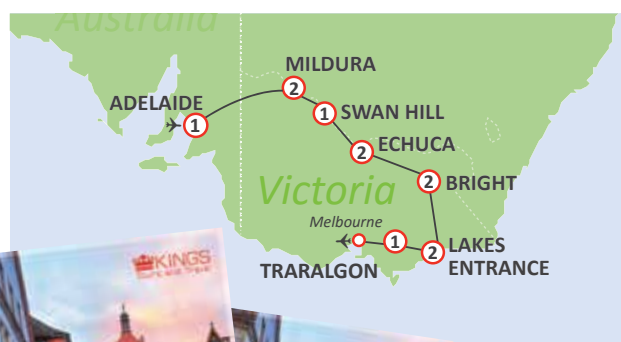 Australia
MILDURA
2
ADELAIDE
1
1
SWAN HILL
2
ECHUCA
2
BRIGHT
Victoria
Melbourne
1
2
LAKES
ENTRANCE
TRARALGON
KINGS